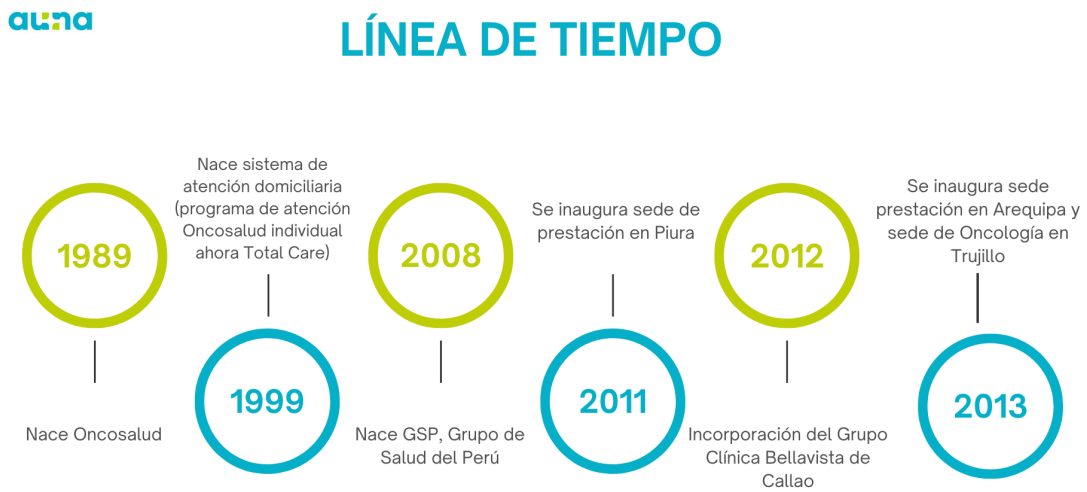 auna
LÍNEA DE TIEMPO
1989
Nace Oncosalud
Nace sistema de
atención domiciliaria
(programa de atención
Oncosalud individual
ahora Total Care)
1999
2008
Nace GSP, Grupo de
Salud del Perú
Se inaugura sede de
prestación en Piura
2011
2012
Incorporación del Grupo
Clínica Bellavista de
Callao
Se inaugura sede
prestación en Arequipa y
sede de Oncología en
Trujillo
2013